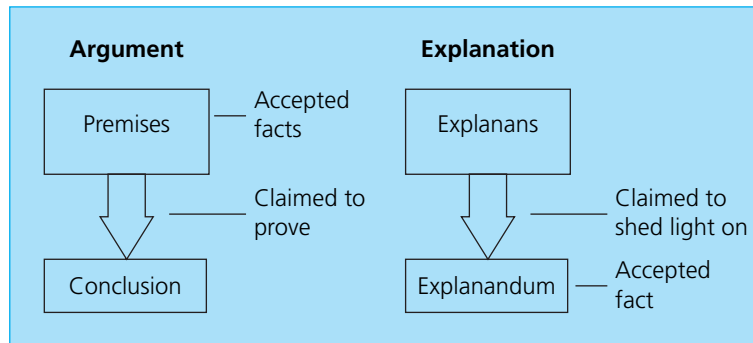 Argument
Premises
Accepted
facts
Claimed to
prove
Conclusion
Explanation
Explanans
Claimed to
shed light on
Explanandum
Accepted
fact